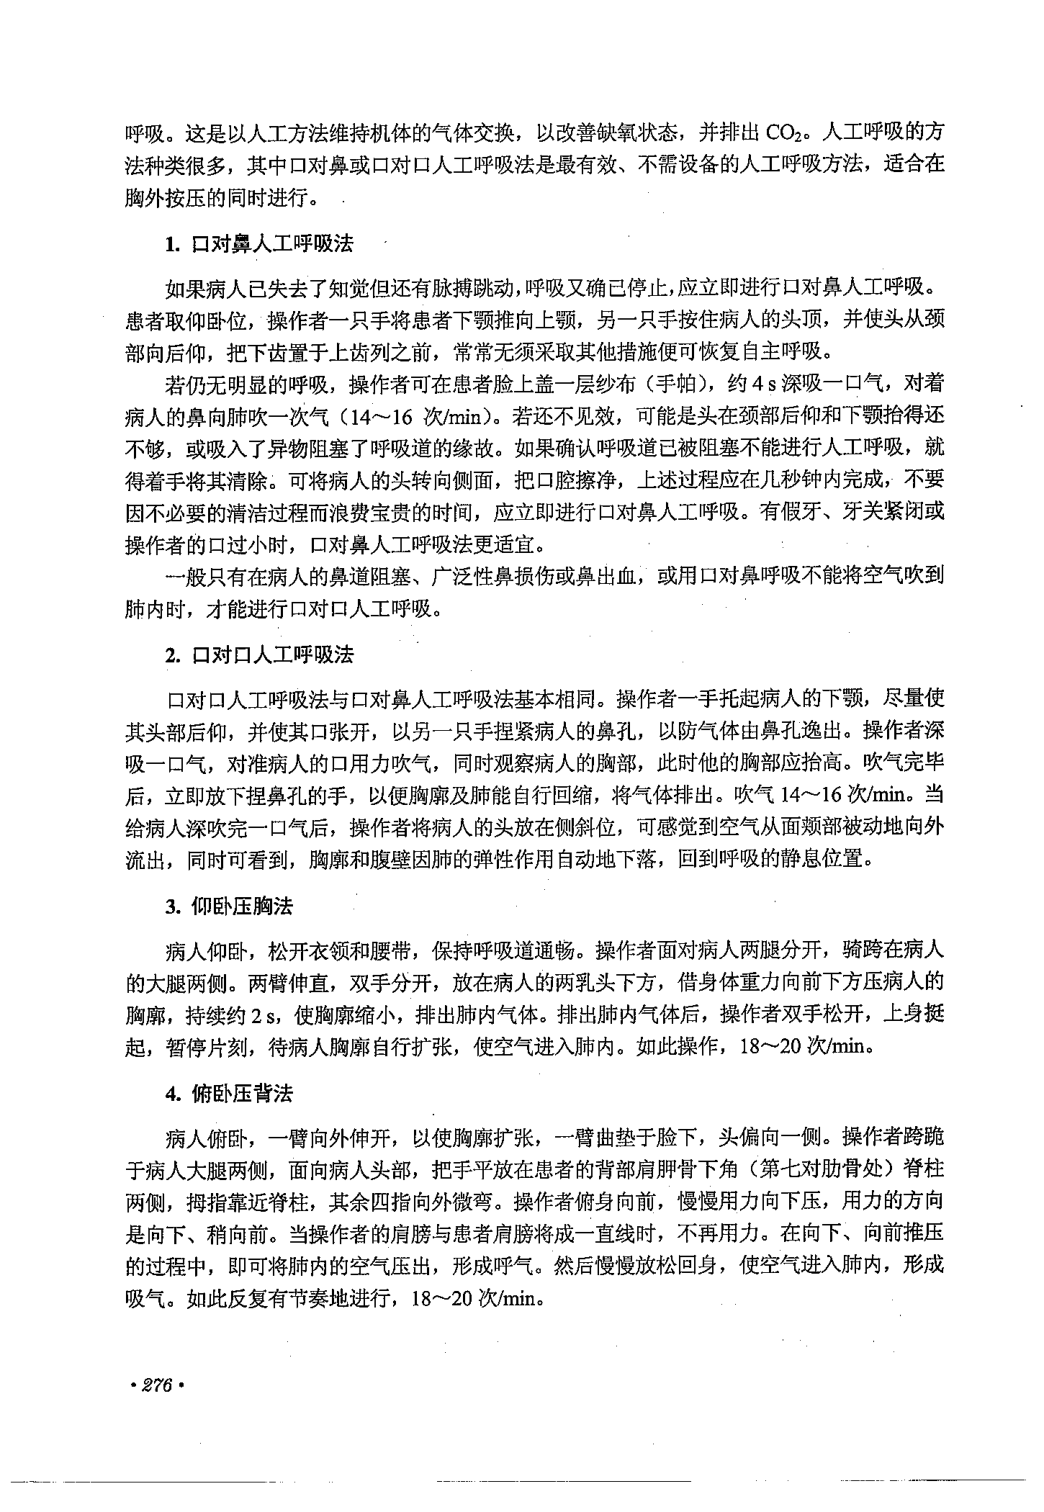 呼吸。这是以人工方法维持机体的气体交换，以改善缺氧状态，并排出 CO₂。人工呼吸的方
法种类很多，其中口对鼻或口对口人工呼吸法是最有效、不需设备的人工呼吸方法，适合在
胸外按压的同时进行。
1. 口对鼻人工呼吸法
如果病人已失去了知觉但还有脉搏跳动，呼吸又确已停止，应立即进行口对鼻人工呼吸。
患者取仰卧位，操作者一只手将患者下颚推向上颚，另一只手按住病人的头顶，并使头从颈
部向后仰，把下齿置于上齿列之前，常常无须采取其他措施便可恢复自主呼吸。
若仍无明显的呼吸，操作者可在患者脸上盖一层纱布（手帕），约 4 s 深吸一口气，对着
病人的鼻向肺吹一次气（14～16 次/min）。若还不见效，可能是头在颈部后仰和下颚抬得还
不够，或吸入了异物阻塞了呼吸道的缘故。如果确认呼吸道已被阻塞不能进行人工呼吸，就
得着手将其清除。可将病人的头转向侧面，把口腔擦净，上述过程应在几秒钟内完成，不要
因不必要的清洁过程而浪费宝贵的时间，应立即进行口对鼻人工呼吸。有假牙、牙关紧闭或
操作者的口过小时，口对鼻人工呼吸法更适宜。
一般只有在病人的鼻道阻塞、广泛性鼻损伤或鼻出血，或用口对鼻呼吸不能将空气吹到
肺内时，才能进行口对口人工呼吸。
2. 口对口人工呼吸法
口对口人工呼吸法与口对鼻人工呼吸法基本相同。操作者一手托起病人的下颚，尽量使
其头部后仰，并使其口张开，以另一只手捏紧病人的鼻孔，以防气体由鼻孔逸出。操作者深
吸一口气，对准病人的口用力吹气，同时观察病人的胸部，此时他的胸部应抬高。吹气完毕
后，立即放下捏鼻孔的手，以便胸廓及肺能自行回缩，将气体排出。吹气 14～16 次/min。当
给病人深吹完一口气后，操作者将病人的头放在侧斜位，可感觉到空气从面颊部被动地向外
流出，同时可看到，胸廓和腹壁因肺的弹性作用自动地下落，回到呼吸的静息位置。
3. 仰卧压胸法
病人仰卧，松开衣领和腰带，保持呼吸道通畅。操作者面对病人两腿分开，骑跨在病人
的大腿两侧。两臂伸直，双手分开，放在病人的两乳头下方，借身体重力向前下方压病人的
胸廓，持续约 2 s，使胸廓缩小，排出肺内气体。排出肺内气体后，操作者双手松开，上身挺
起，暂停片刻，待病人胸廓自行扩张，使空气进入肺内。如此操作，18～20 次/min。
4. 俯卧压背法
病人俯卧，一臂向外伸开，以使胸廓扩张，一臂曲垫于脸下，头偏向一侧。操作者跨跪
于病人大腿两侧，面向病人头部，把手平放在患者的背部肩胛骨下角（第七对肋骨处）脊柱
两侧，拇指靠近脊柱，其余四指向外微弯。操作者俯身向前，慢慢用力向下压，用力的方向
是向下、稍向前。当操作者的肩膀与患者肩膀将成一直线时，不再用力。在向下、向前推压
的过程中，即可将肺内的空气压出，形成呼气。然后慢慢放松回身，使空气进入肺内，形成
吸气。如此反复有节奏地进行，18～20 次/min。
·276·